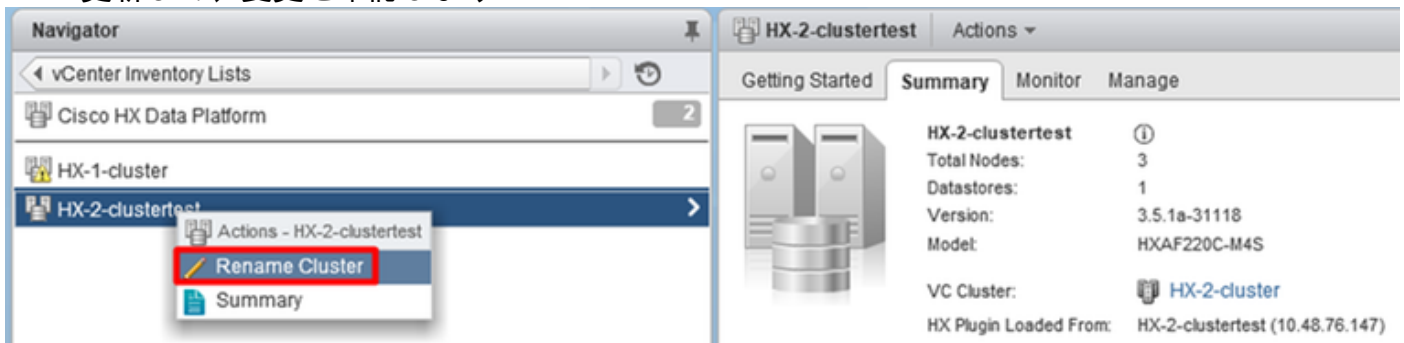 Navigator
vCenter Inventory Lists
Cisco HX Data Platform 2
HX-1-cluster
HX-2-clustertest
Actions - HX-2-clustertest
Rename Cluster
Summary
HX-2-clustertest Actions
Getting Started Summary Monitor Manage
HX-2-clustertest
Total Nodes: 3
Datastores: 1
Version: 3.5.1a-31118
Model: HXAF220C-M4S
VC Cluster: HX-2-cluster
HX Plugin Loaded From: HX-2-clustertest (10.48.76.147)